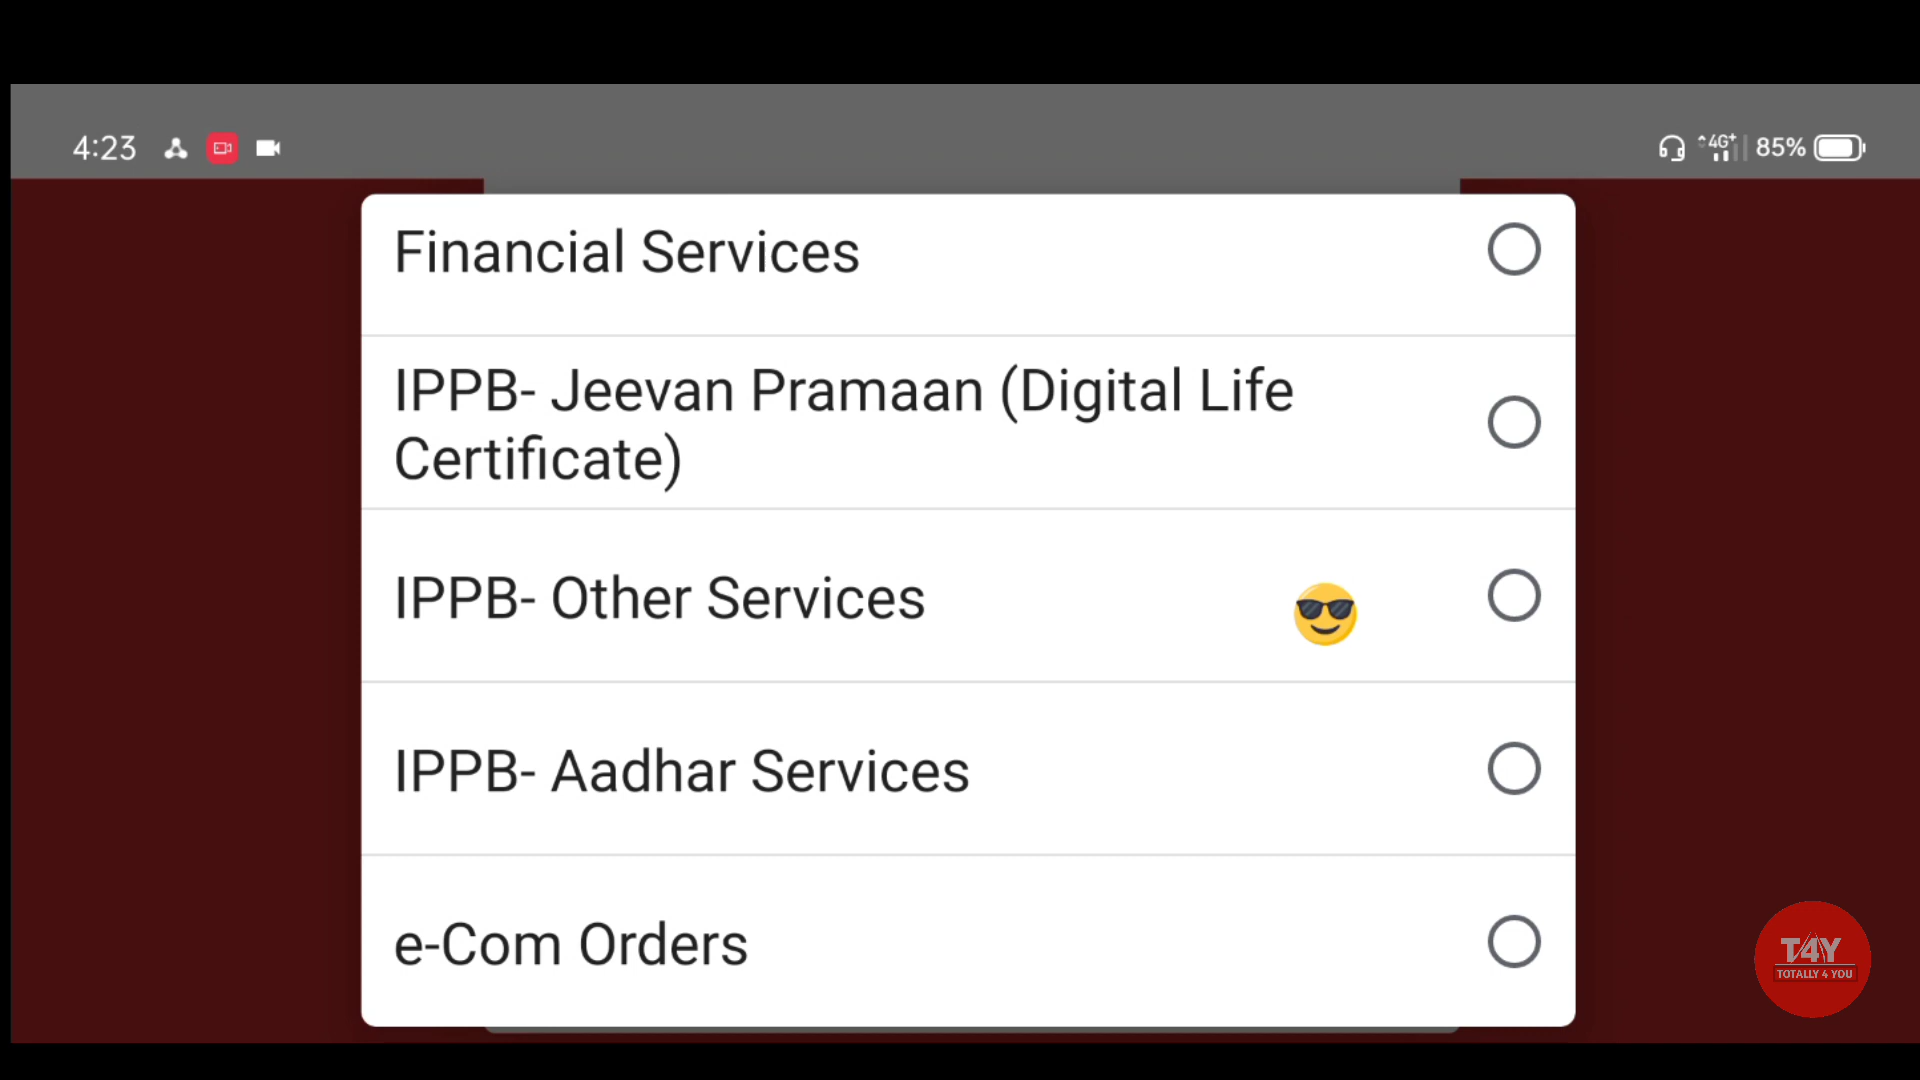 4:23
4G+ 85%
Financial Services
IPPB- Jeevan Pramaan (Digital Life
Certificate)
IPPB- Other Services
IPPB- Aadhar Services
e-Com Orders
T4Y
TOTALLY 4 YOU